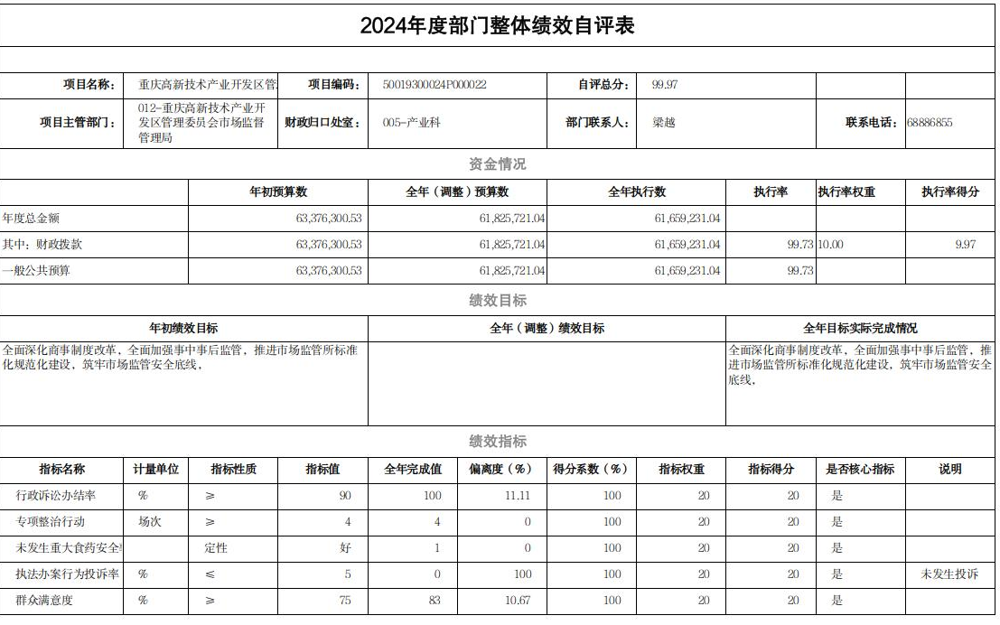 2024年度部门整体绩效自评表
项目名称： 重庆高新技术产业开发区管 项目编码： 50019300024P000022 自评总分： 99.97
项目主管部门： 012-重庆高新技术产业开发区管理委员会市场监督管理局 财政归口处室： 005-产业科 部门联系人： 梁越 联系电话： 68886855
资金情况
年初预算数 全年（调整）预算数 全年执行数 执行率 执行率权重 执行率得分
年度总金额 63,376,300.53 61,825,721.04 61,659,231.04
其中：财政拨款 63,376,300.53 61,825,721.04 61,659,231.04 99.73 10.00 9.97
一般公共预算 63,376,300.53 61,825,721.04 61,659,231.04 99.73
绩效目标
年初绩效目标 全年（调整）绩效目标 全年目标实际完成情况
全面深化商事制度改革，全面加强事中事后监管，推进市场监管所标准
化规范化建设，筑牢市场监管安全底线，
全面深化商事制度改革，全面加强事中事后监管，推
进市场监管所标准化规范化建设，筑牢市场监管安全
底线，
绩效指标
指标名称 计量单位 指标性质 指标值 全年完成值 偏离度（%） 得分系数（%） 指标权重 指标得分 是否核心指标 说明
行政诉讼办结率 % ≥ 90 100 11.11 100 20 20 是
专项整治行动 场次 ≥ 4 4 0 100 20 20 是
未发生重大食药安全 定性 好 1 0 100 20 20 是
执法办案行为投诉率 % ≤ 5 0 100 100 20 20 是 未发生投诉
群众满意度 % ≥ 75 83 10.67 100 20 20 是